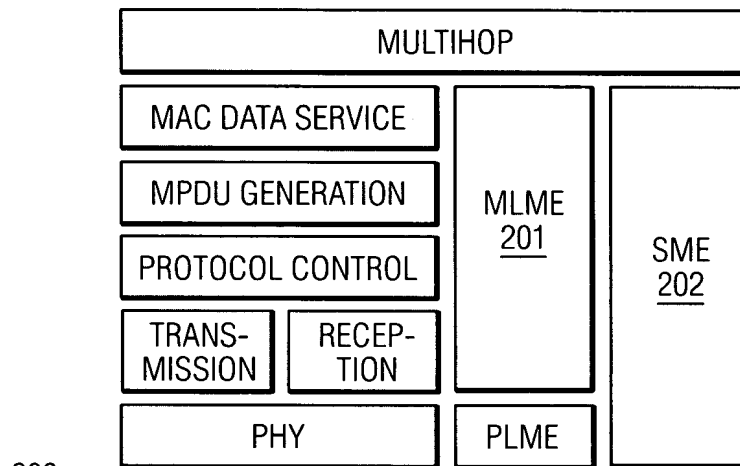 MULTIHOP
MAC DATA SERVICE
MPDU GENERATION
PROTOCOL CONTROL
TRANS-
MISSION
RECEP-
TION
PHY
MLME
201
PLME
SME
202